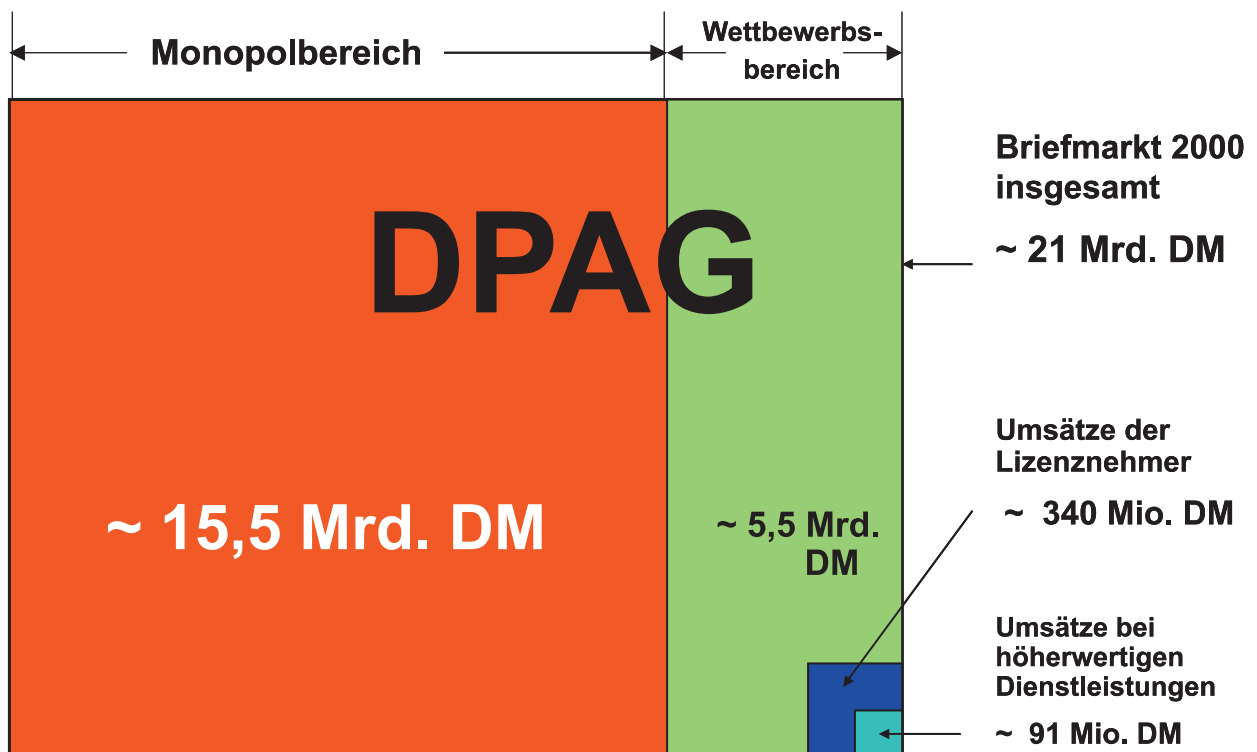 Monopolbereich
Wettbewerbs-
bereich
DPAG
~ 15,5 Mrd. DM
~ 5,5 Mrd.
DM
Briefmarkt 2000
insgesamt
~ 21 Mrd. DM
Umsätze der
Lizenznehmer
~ 340 Mio. DM
Umsätze bei
höherwertigen
Dienstleistungen
~ 91 Mio. DM